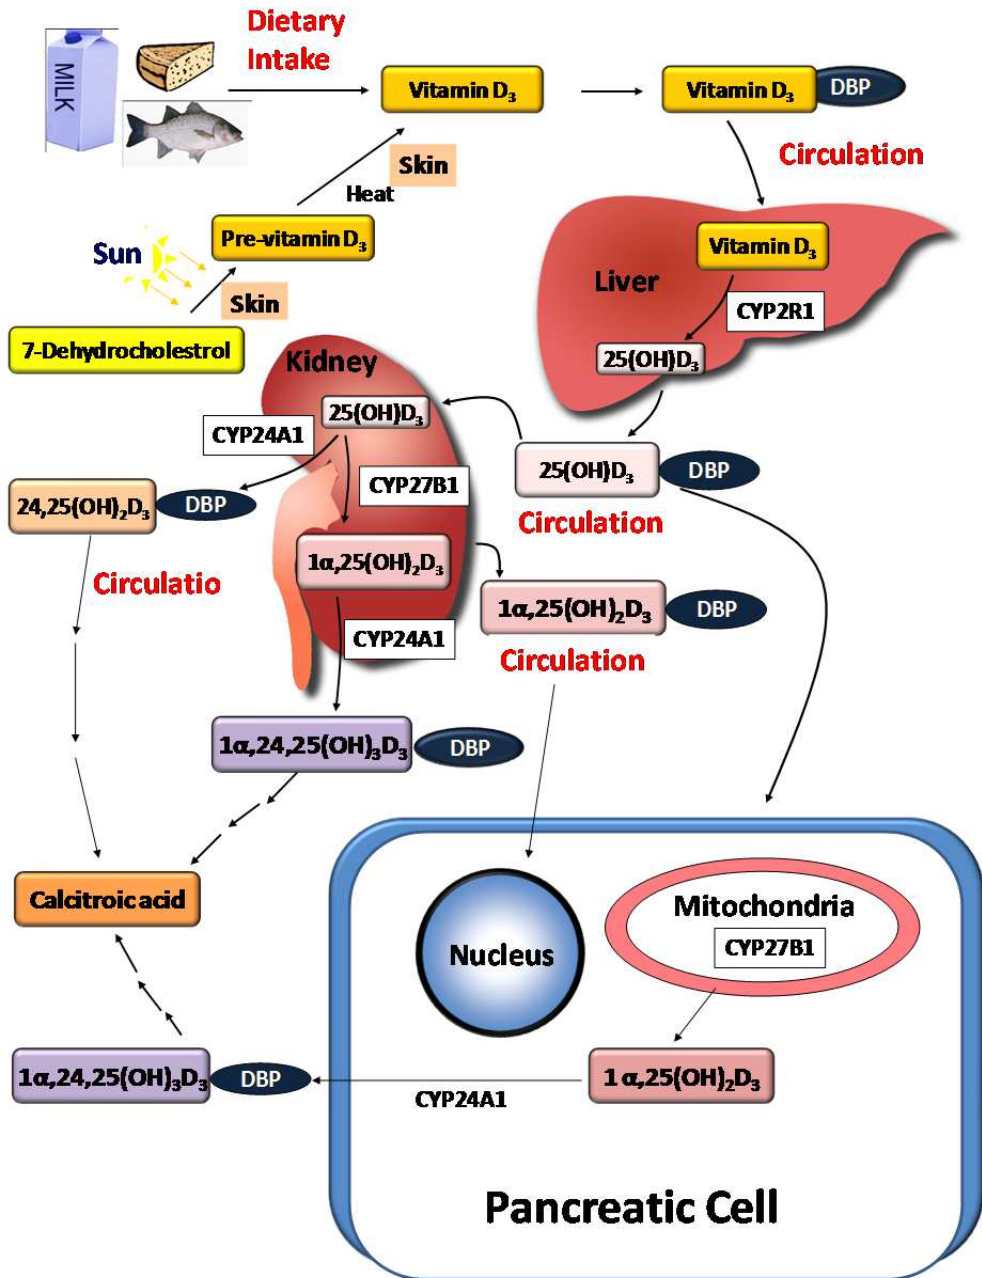 Dietary
Intake
MILK
Vitamin D₃
Vitamin D₃
DBP
Circulation
Skin
Heat
Pre-vitamin D₃
Sun
Skin
7-Dehydrocholestrol
Vitamin D₃
Liver
CYP2R1
25(OH)D₃
Kidney
25(OH)D₃
CYP24A1
CYP27B1
25(OH)D₃
DBP
Circulation
24,25(OH)₂D₃
DBP
Circulatio
1α,25(OH)₂D₃
1α,25(OH)₂D₃
DBP
Circulation
CYP24A1
1α,24,25(OH)₃D₃
DBP
Calcitroic acid
Nucleus
Mitochondria
CYP27B1
1α,24,25(OH)₃D₃
DBP
CYP24A1
1α,25(OH)₂D₃
Pancreatic Cell